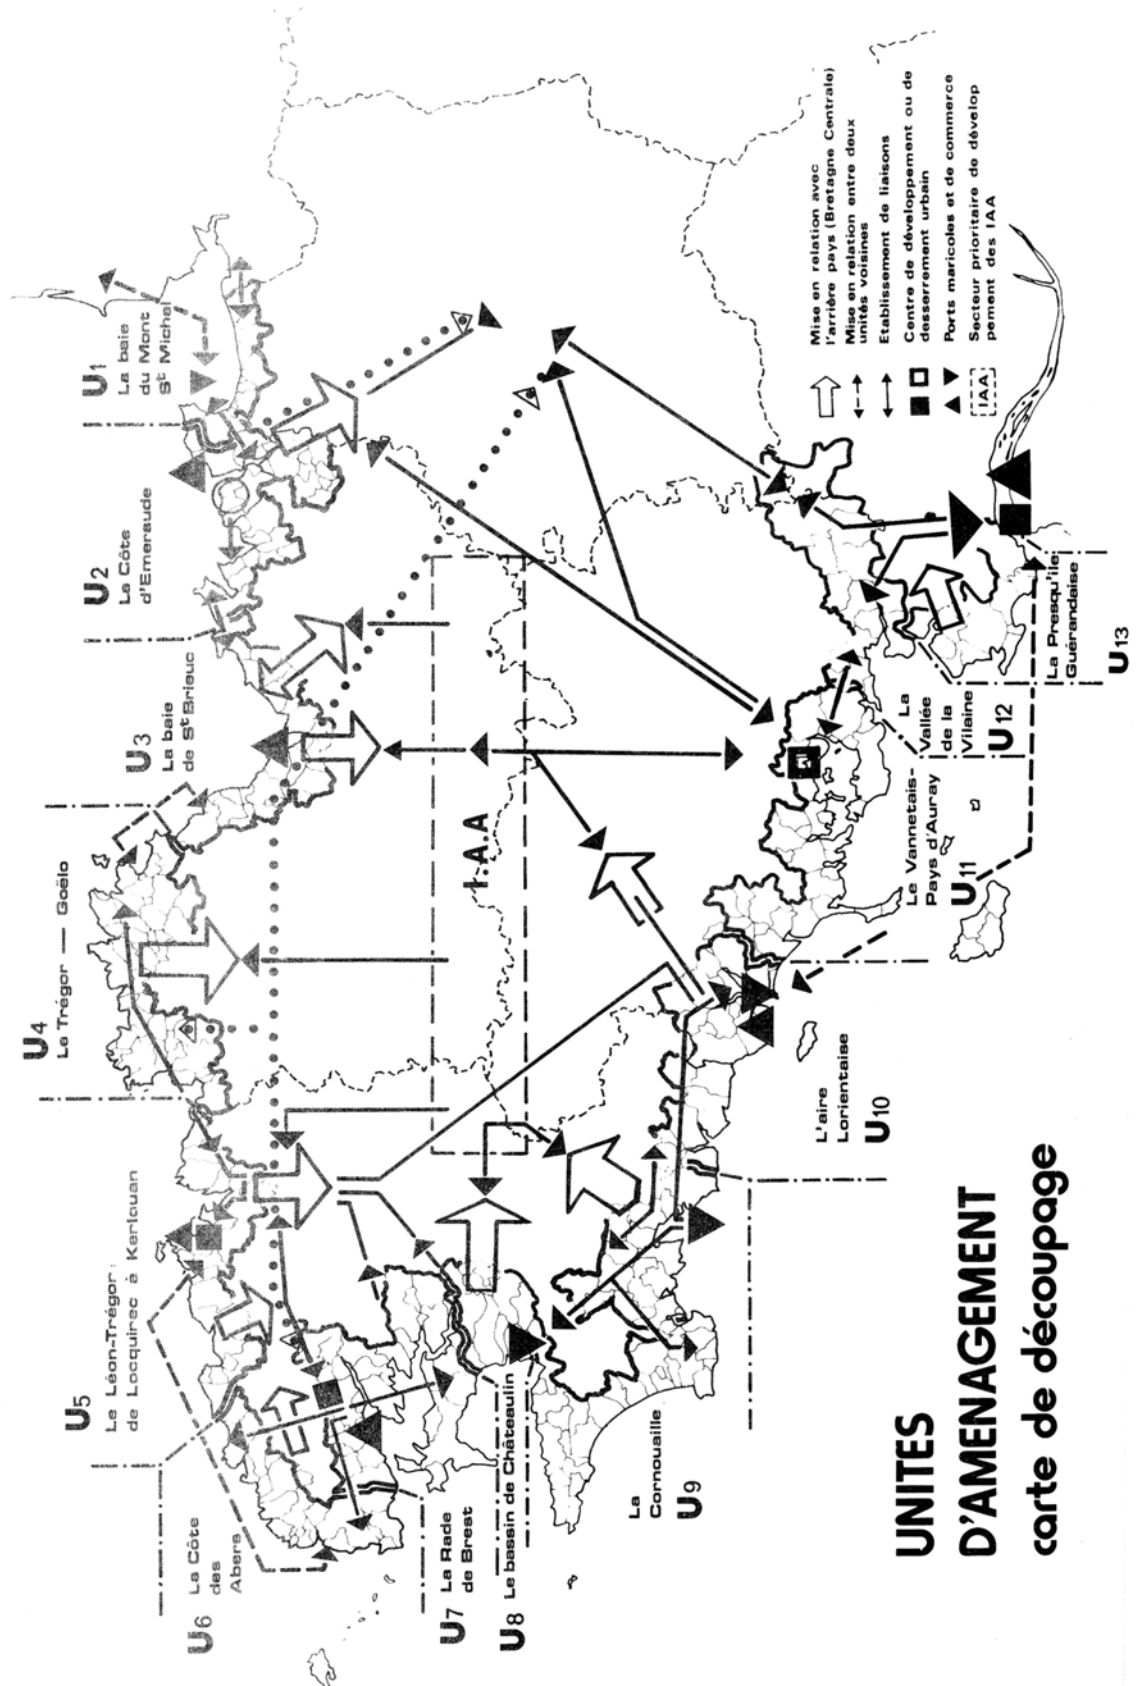 U1
La baie
du Mont
St Michel
U2
La Côte
d'Emeraude
U3
La baie
de St Brieuc
U4
Le Trégor — Goëlo
U5
Le Léon-Trégor:
de Locquirec à Kerlouan
U6 La Côte
des
Abers
U7 La Rade
de Brest
U8 Le bassin de Châteaulin
La
Cornouaille
U9
L'aire
Lorientaise
U10
Le Vannetais-
Pays d'Auray
U11
La
Vallée
de la
Vilaine
U12
La Presqu'ile
Guérandaise
U13
I.A.A
Mise en relation avec
l'arrière pays (Bretagne Centrale)
Mise en relation entre deux
unités voisines
Etablissement de liaisons
Centre de développement ou de
desserrement urbain
Ports maricoles et de commerce
IAA
Secteur prioritaire de dévelop
pement des IAA
UNITES
D'AMENAGEMENT
carte de découpage